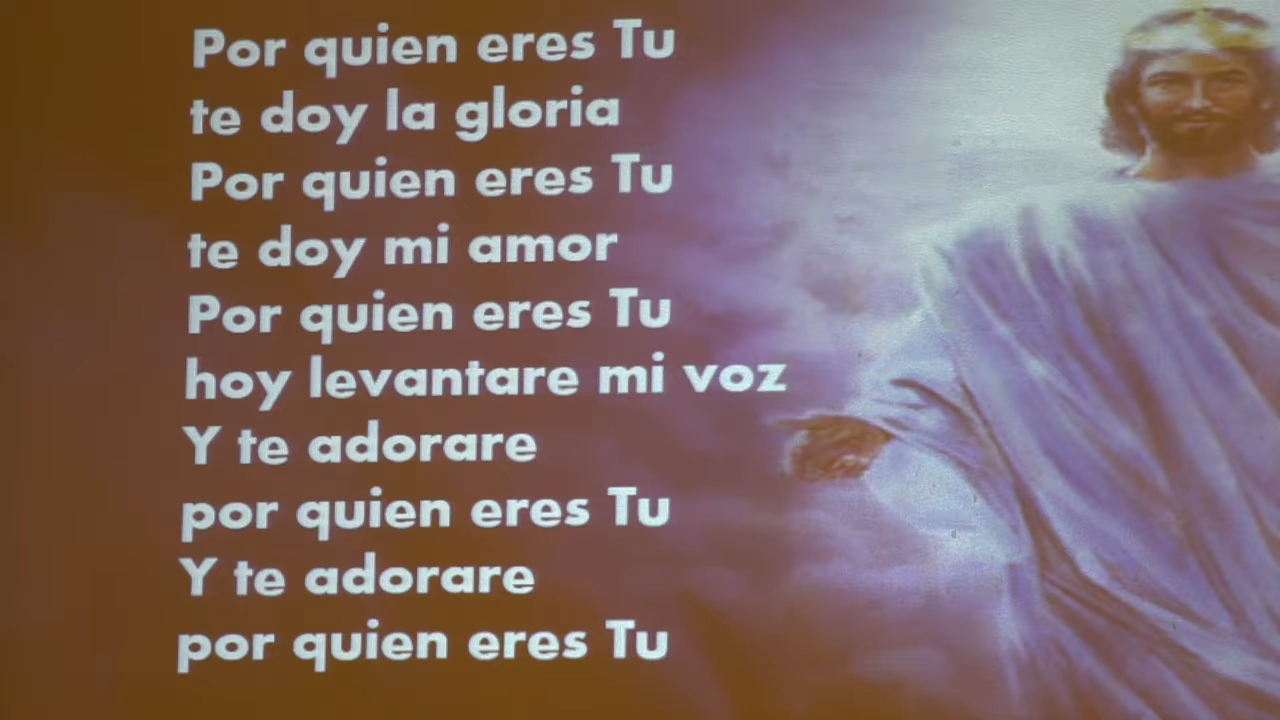 Por quien eres Tu
te doy la gloria
Por quien eres Tu
te doy mi amor
Por quien eres Tu
hoy levantare mi voz
Y te adorare
por quien eres Tu
Y te adorare
por quien eres Tu